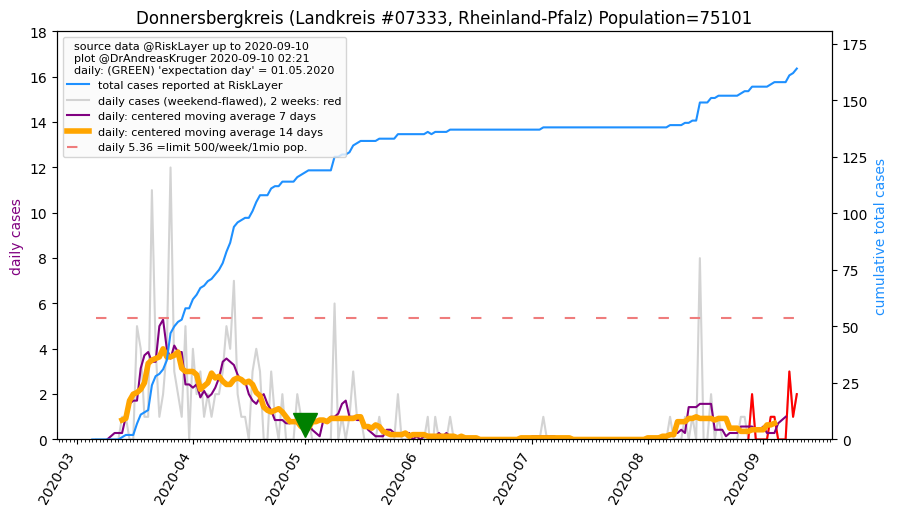 Donnersbergkreis (Landkreis #07333, Rheinland-Pfalz) Population=75101
source data @RiskLayer up to 2020-09-10
plot @DrAndreasKruger 2020-09-10 02:21
daily: (GREEN) 'expectation day' = 01.05.2020
total cases reported at RiskLayer
daily cases (weekend-flawed), 2 weeks: red
daily: centered moving average 7 days
daily: centered moving average 14 days
daily 5.36 =limit 500/week/1mio pop.
daily cases
18
16
14
12
10
8
6
4
2
0
175
150
125
100
75
50
25
0
cumulative total cases
2020-03
2020-04
2020-05
2020-06
2020-07
2020-08
2020-09